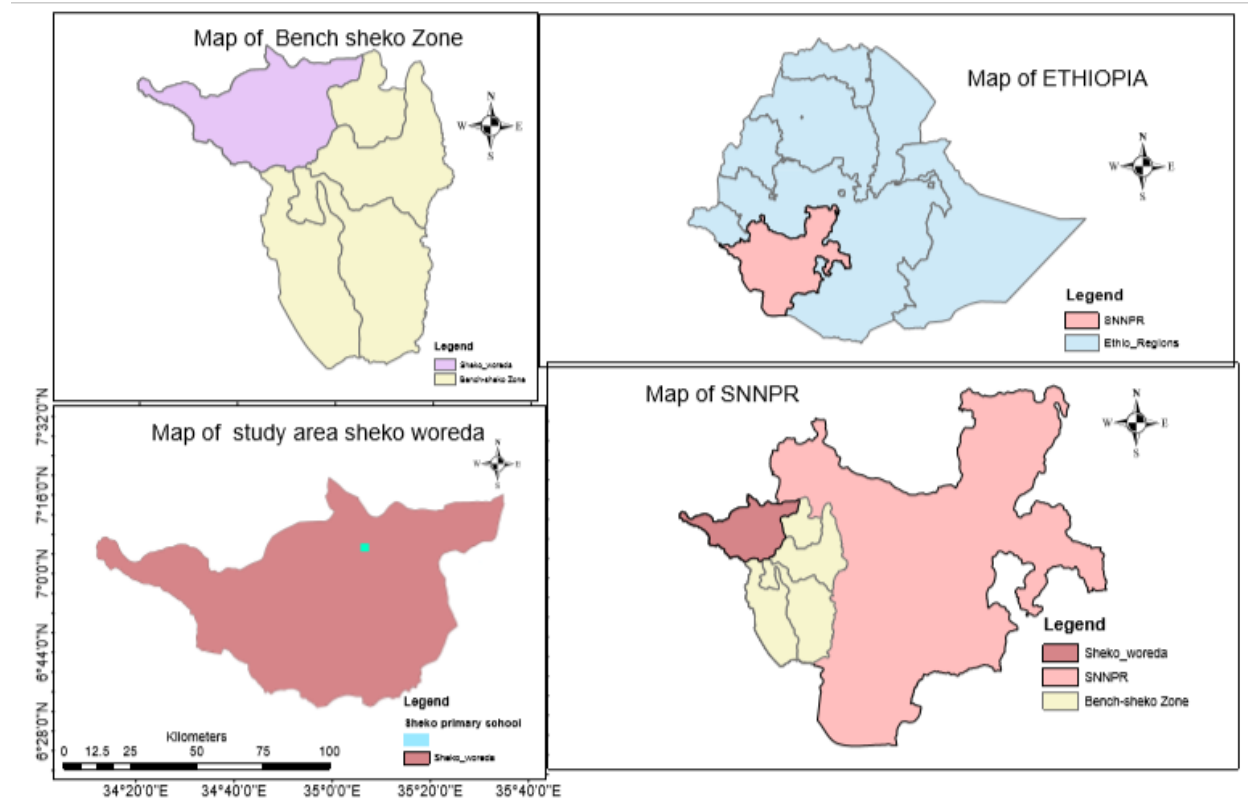 Map of Bench sheko Zone
N
W E
S
Legend
Sheko_woreda
Bench-sheko Zone
Map of ETHIOPIA
N
W E
S
Legend
SNNPR
Ethio_Regions
Map of study area sheko woreda
N
W E
S
7°32'0"N
7°16'0"N
7°0'0"N
6°44'0"N
6°28'0"N
Legend
Sheko primary school
Sheko_woreda
Kilometers
0 12.5 25 50 75 100
34°20'0"E 34°40'0"E 35°0'0"E 35°20'0"E 35°40'0"E
Map of SNNPR
N
W E
S
Legend
Sheko_woreda
SNNPR
Bench-sheko Zone